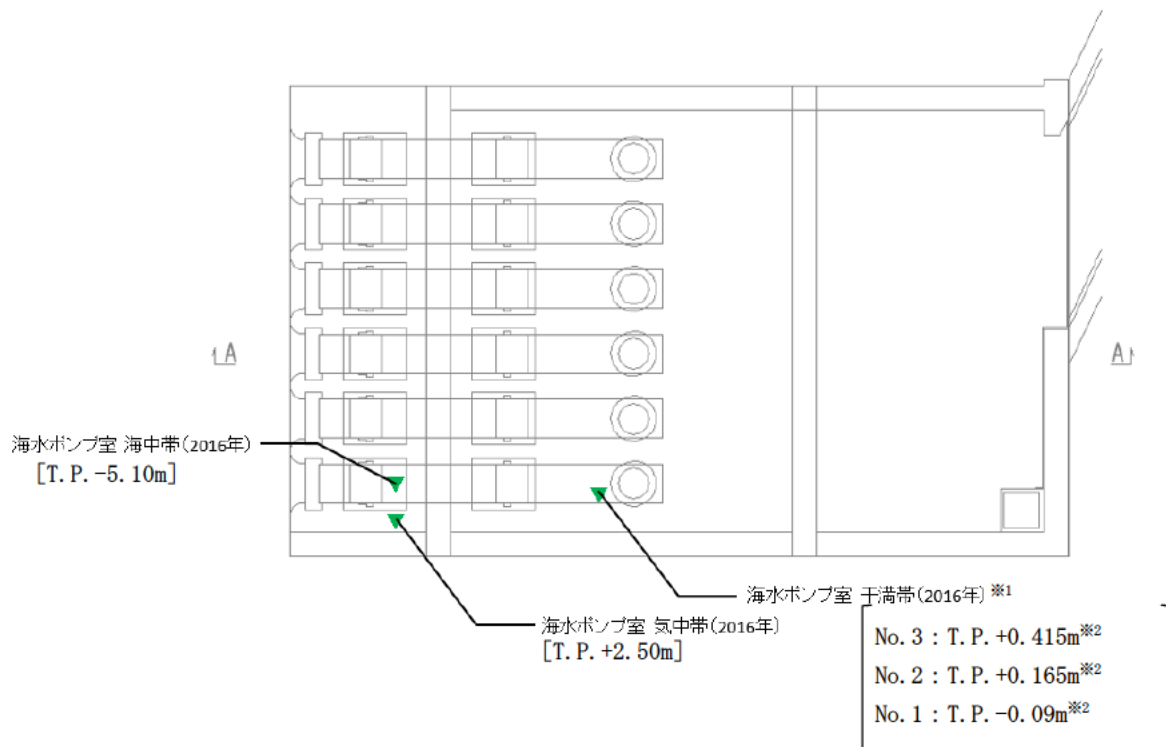 A
A
海水ポンプ室 海中帯(2016年)
[T.P.-5.10m]
海水ポンプ室 干満帯(2016年)※1
海水ポンプ室 気中帯(2016年)
[T.P.+2.50m]
No.3：T.P.+0.415m※2
No.2：T.P.+0.165m※2
No.1：T.P.-0.09m※2